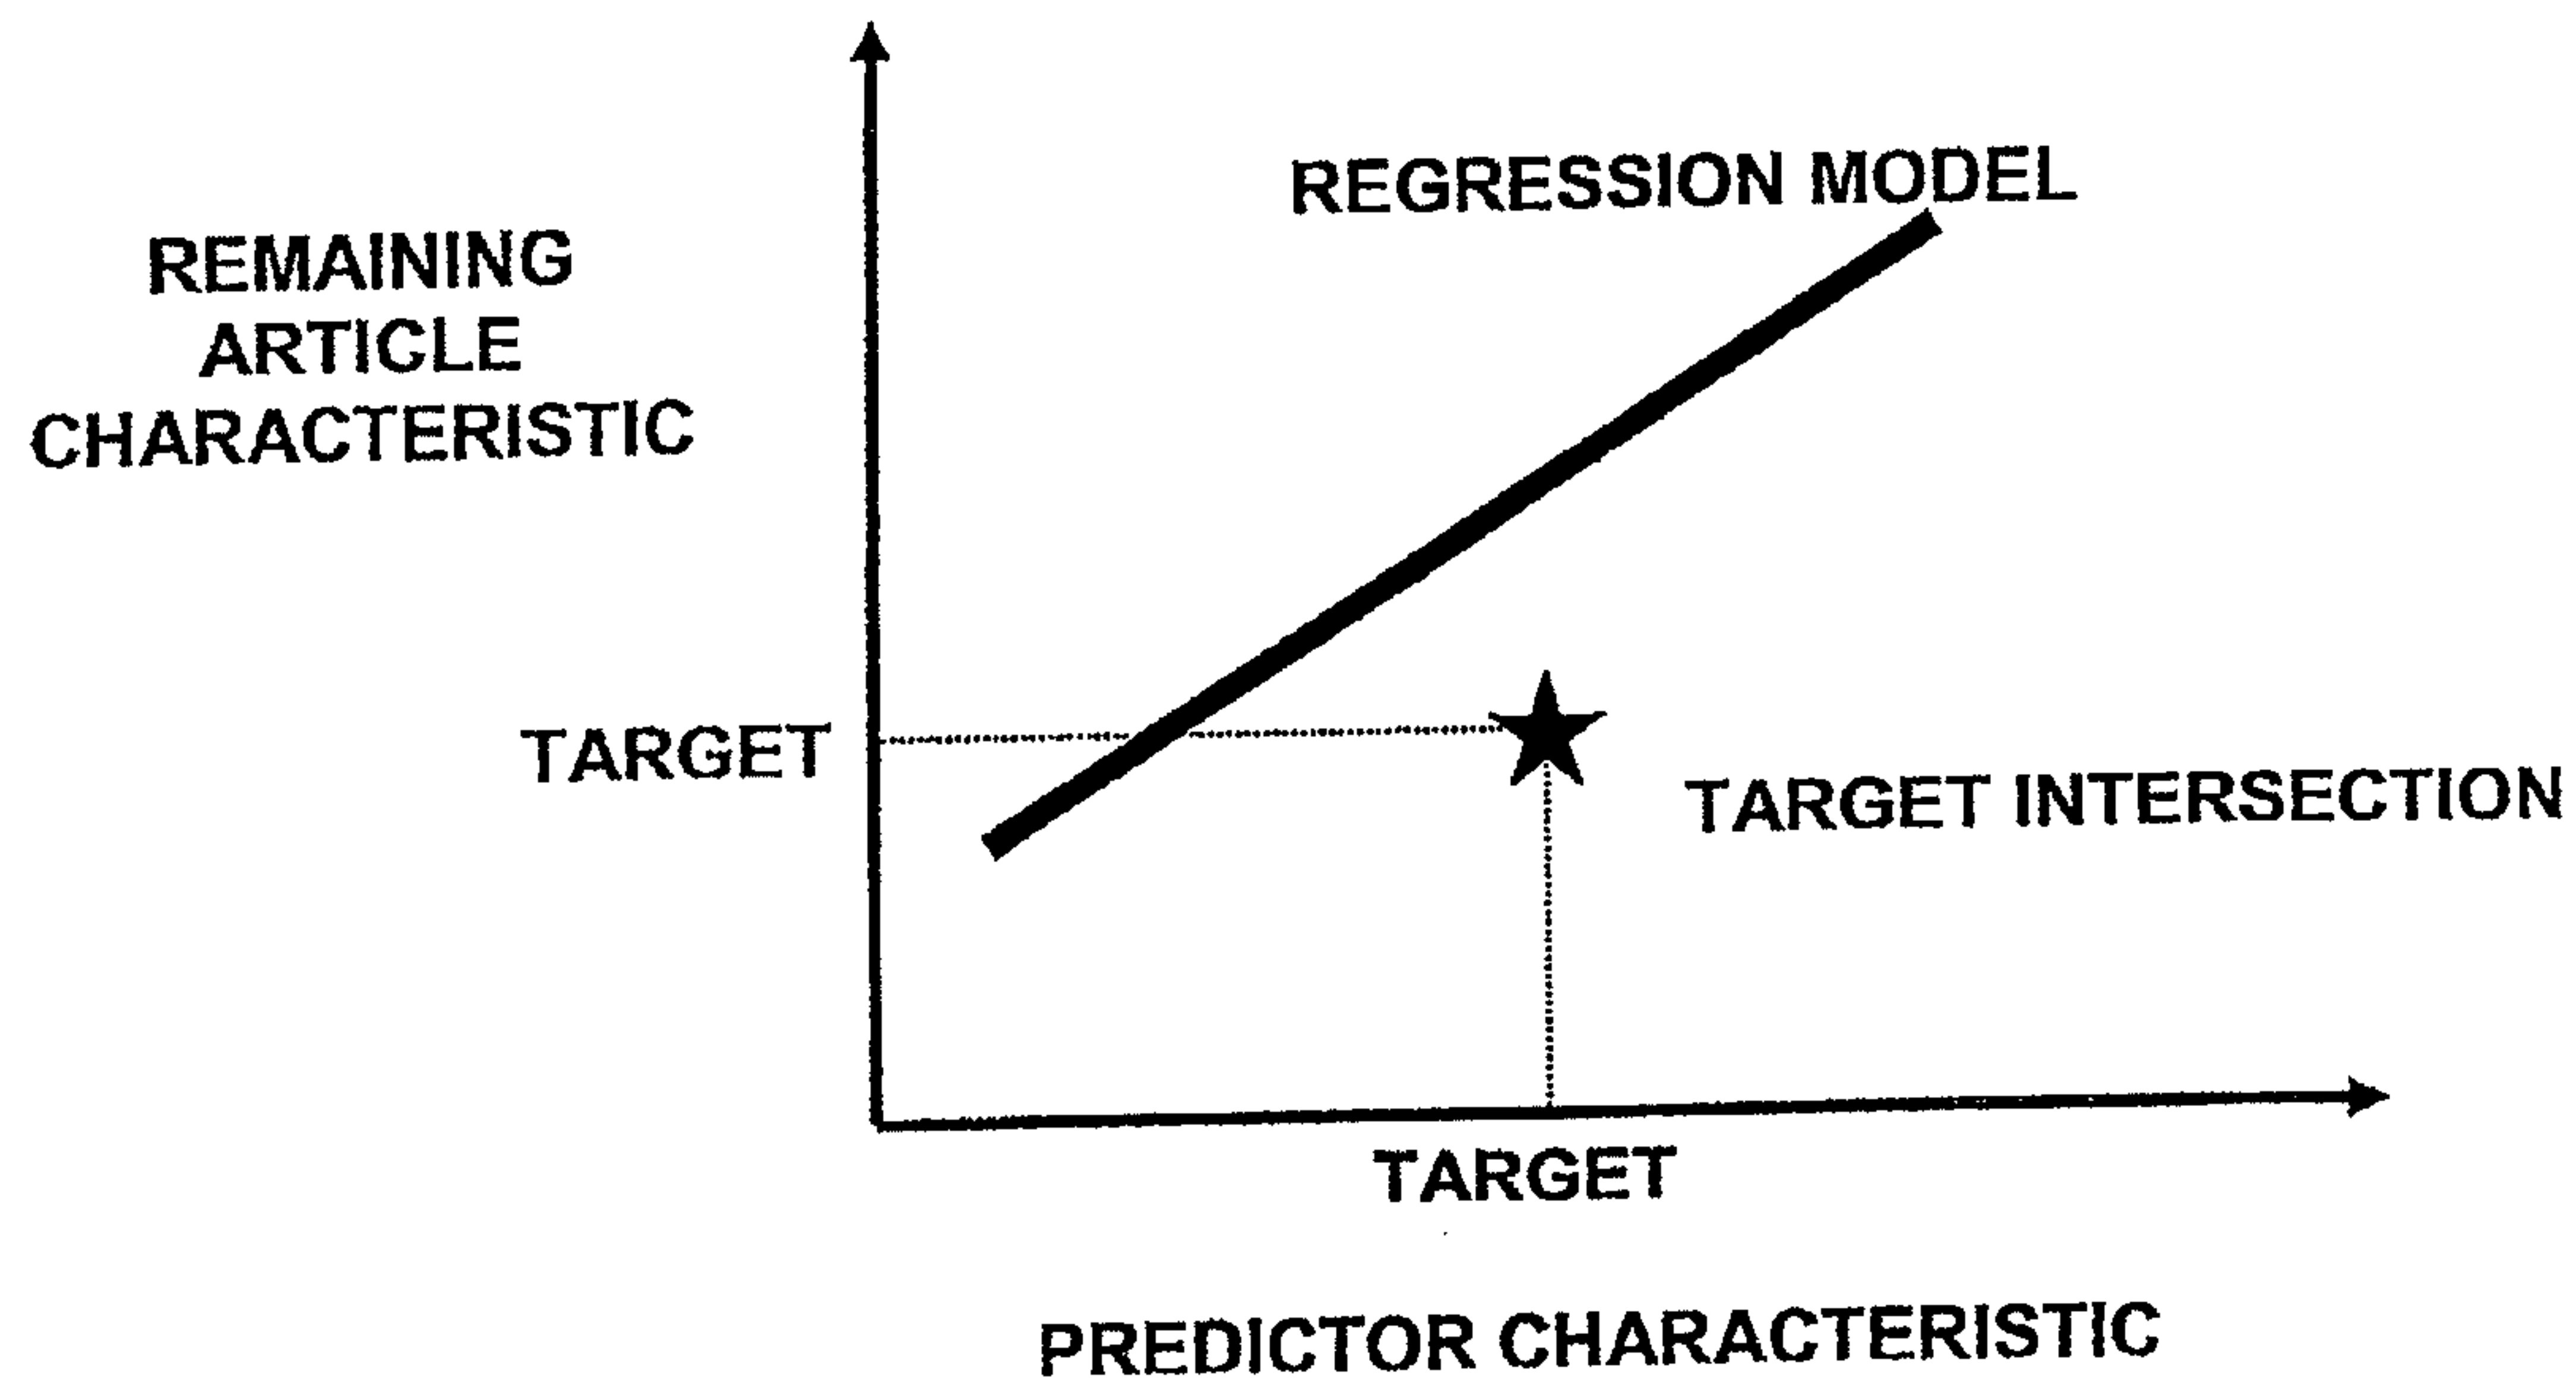 REGRESSION MODEL
REMAINING
ARTICLE
CHARACTERISTIC
TARGET
TARGET INTERSECTION
TARGET
PREDICTOR CHARACTERISTIC